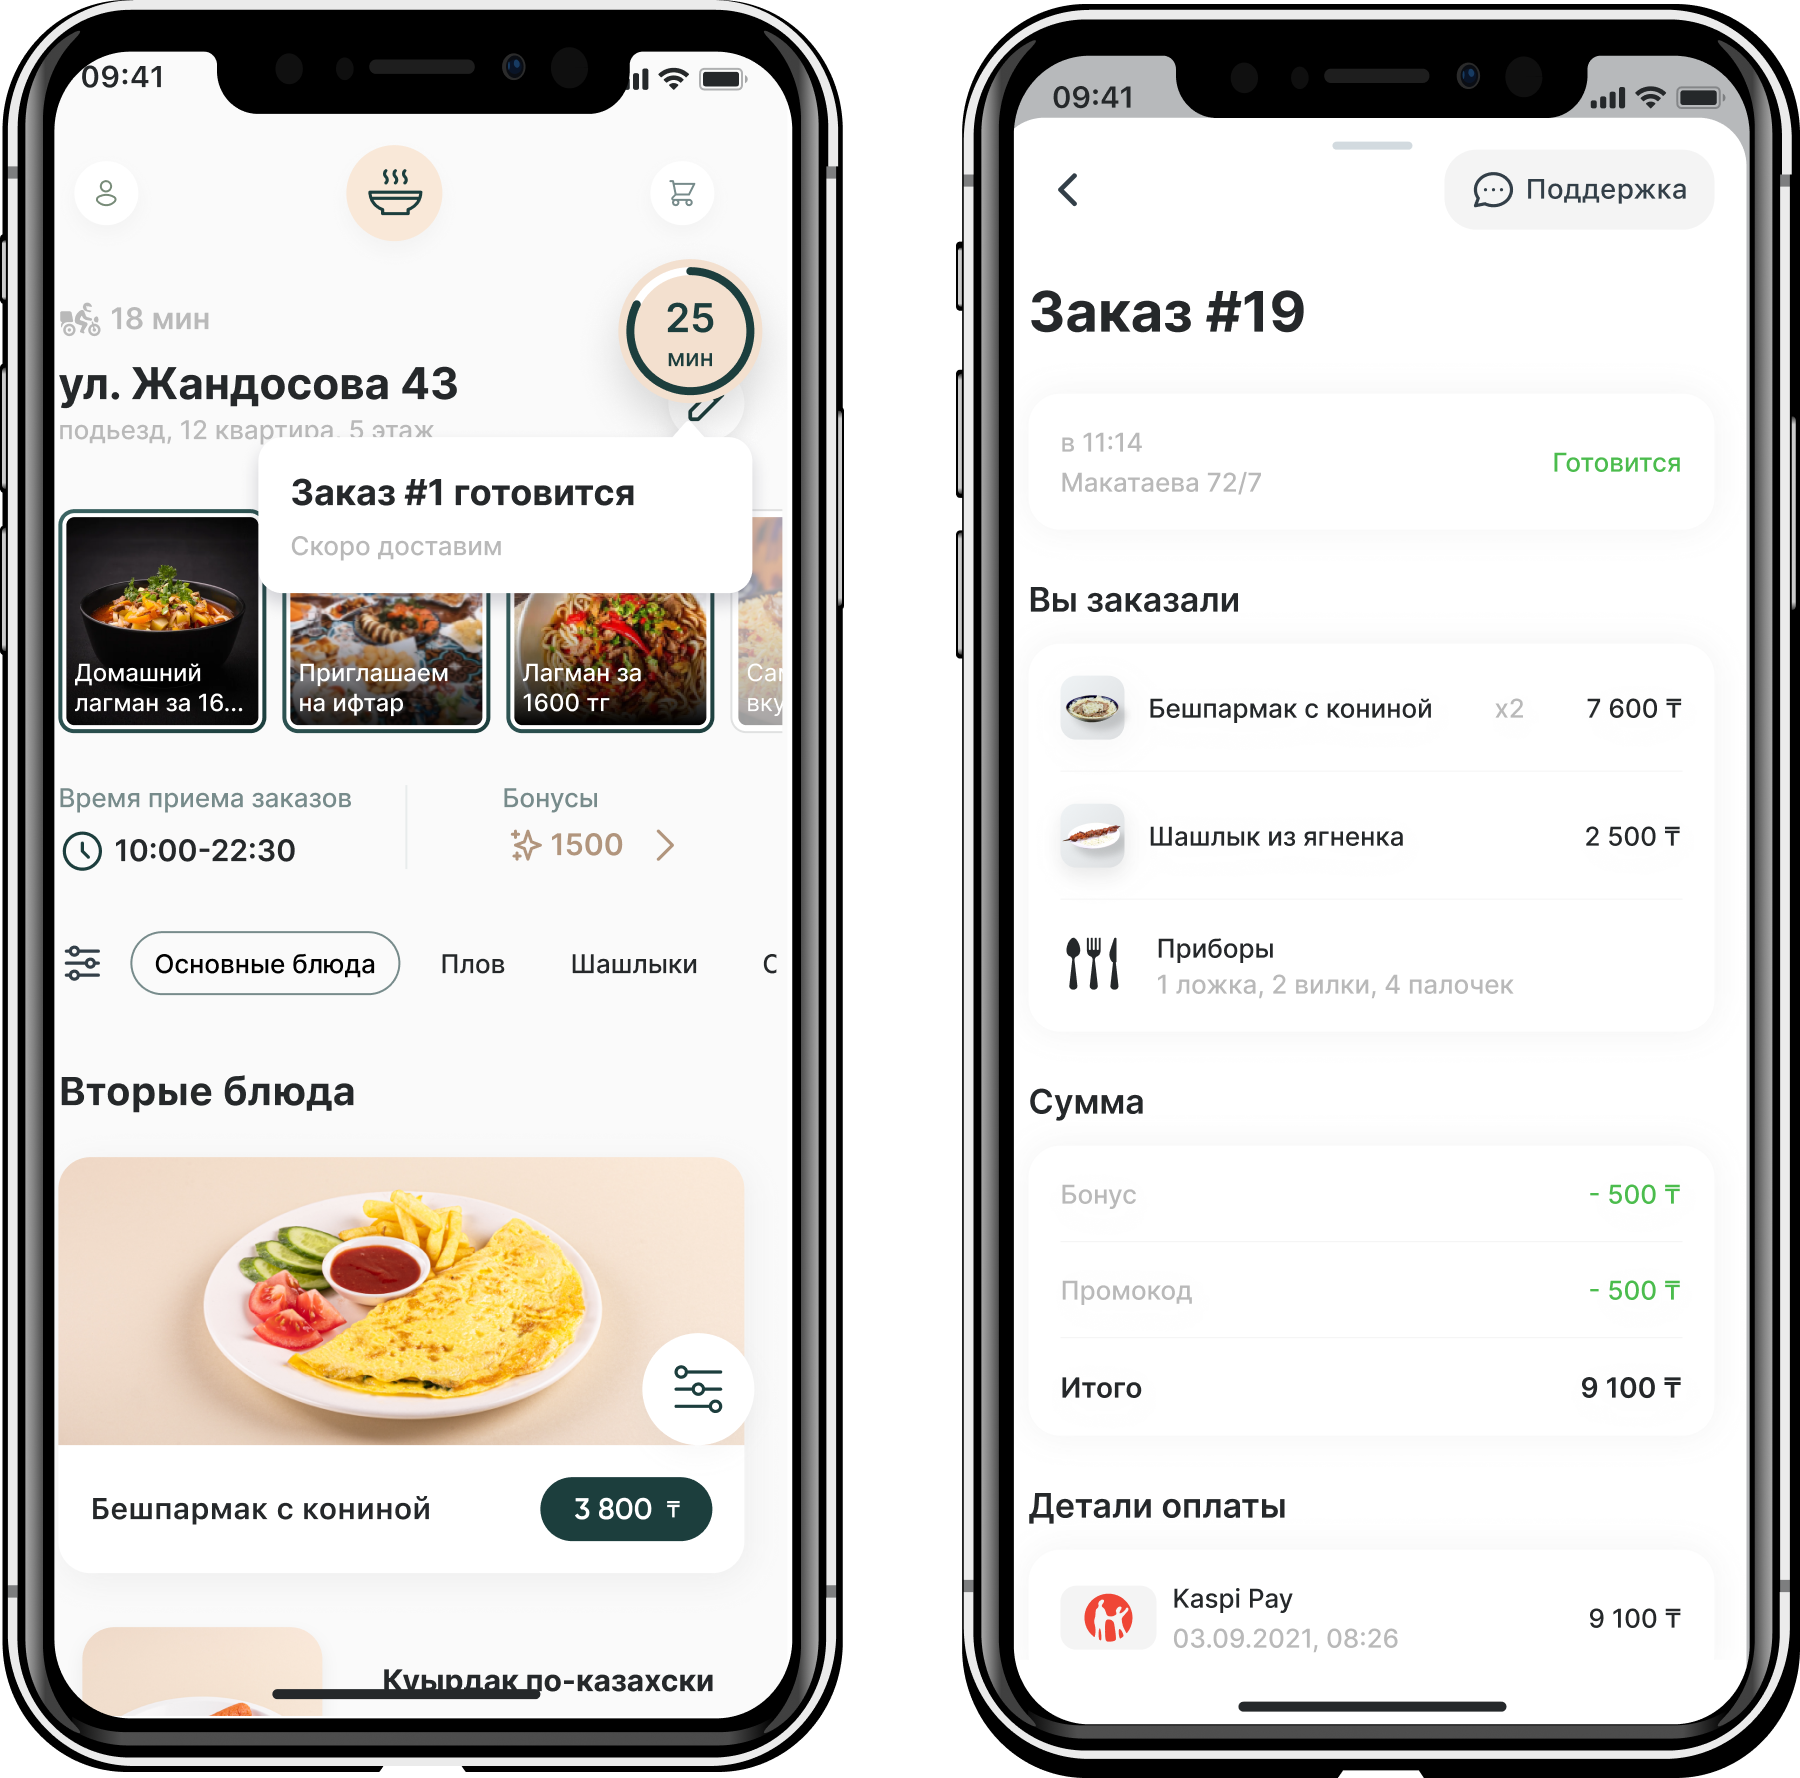 09:41
18 мин
25
мин
ул. Жандосова 43
подьезд, 12 квартира, 5 этаж
Заказ #1 готовится
Скоро доставим
Домашний
лагман за 16...
Приглашаем
на ифтар
Лагман за
1600 тг
Са
вку
Время приема заказов
10:00-22:30
Бонусы
1500
Основные блюда
Плов
Шашлыки
С
Вторые блюда
Бешпармак с кониной
3 800 ₸
Куырдак по-казахски
09:41
Поддержка
Заказ #19
в 11:14
Макатаева 72/7
Готовится
Вы заказали
Бешпармак с кониной x2 7 600 ₸
Шашлык из ягненка 2 500 ₸
Приборы
1 ложка, 2 вилки, 4 палочек
Сумма
Бонус - 500 ₸
Промокод - 500 ₸
Итого 9 100 ₸
Детали оплаты
Kaspi Pay
03.09.2021, 08:26
9 100 ₸